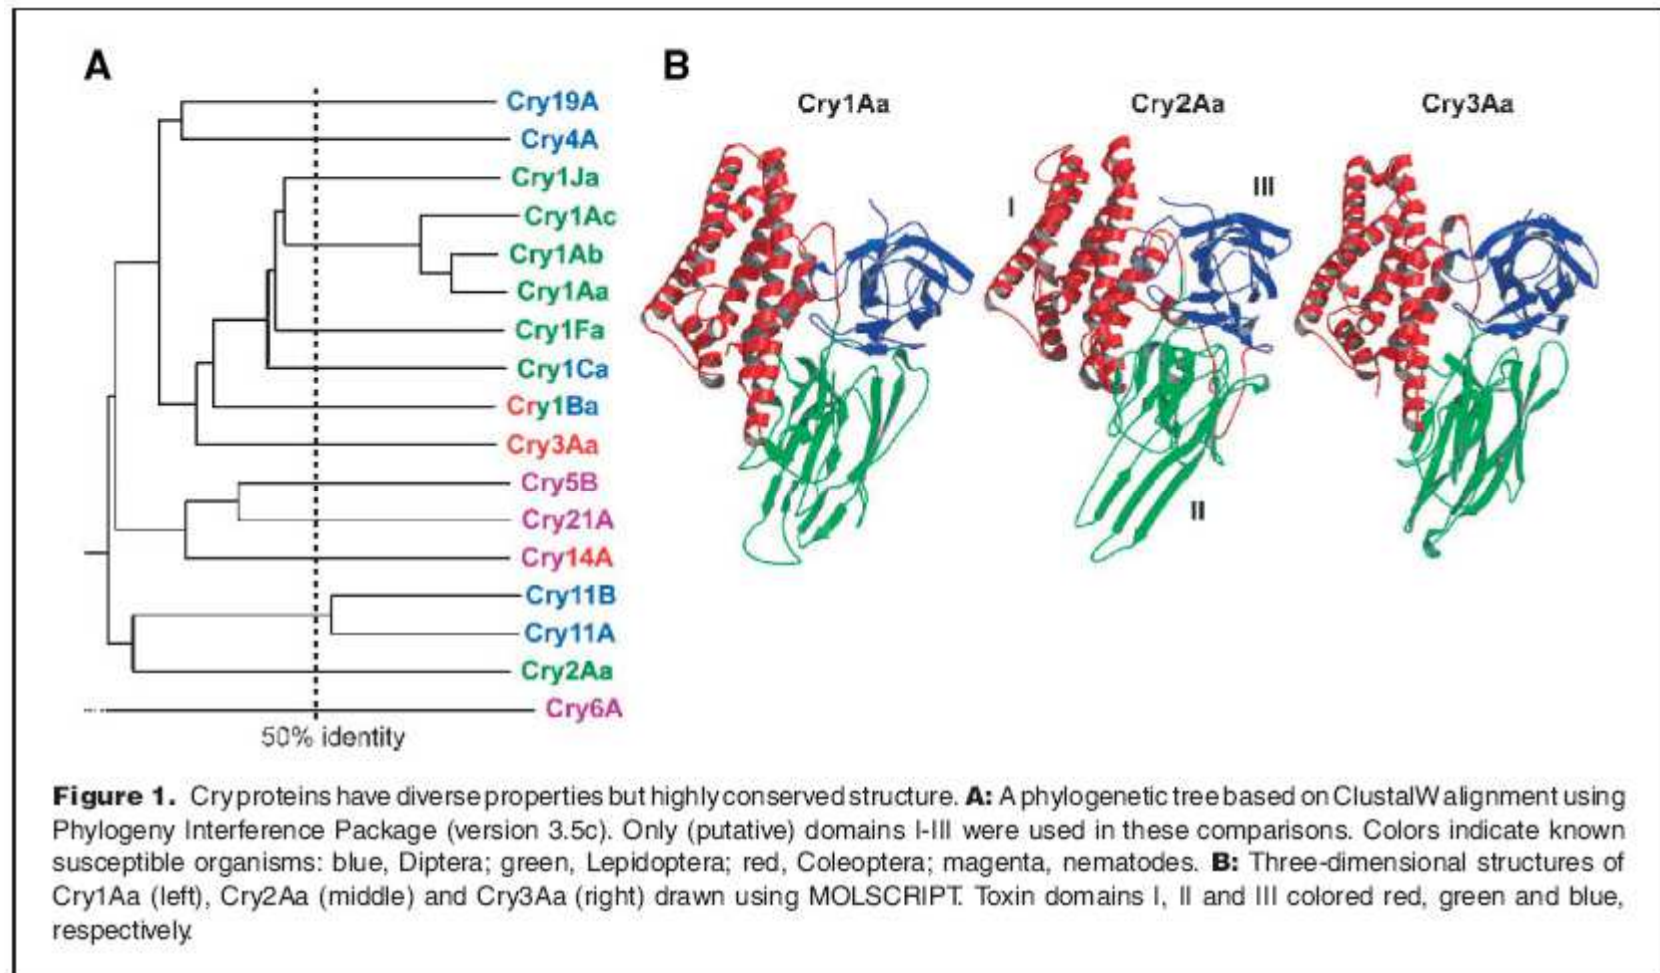 A
Cry19A
Cry4A
Cry1Ja
Cry1Ac
Cry1Ab
Cry1Aa
Cry1Fa
Cry1Ca
Cry1Ba
Cry3Aa
Cry5B
Cry21A
Cry14A
Cry11B
Cry11A
Cry2Aa
Cry6A
50% identity
B
Cry1Aa
Cry2Aa
Cry3Aa
I
III
II
Figure 1. Cry proteins have diverse properties but highly conserved structure. A: A phylogenetic tree based on ClustalW alignment using
Phylogeny Interference Package (version 3.5c). Only (putative) domains I-III were used in these comparisons. Colors indicate known
susceptible organisms: blue, Diptera; green, Lepidoptera; red, Coleoptera; magenta, nematodes. B: Three-dimensional structures of
Cry1Aa (left), Cry2Aa (middle) and Cry3Aa (right) drawn using MOLSCRIPT. Toxin domains I, II and III colored red, green and blue,
respectively.